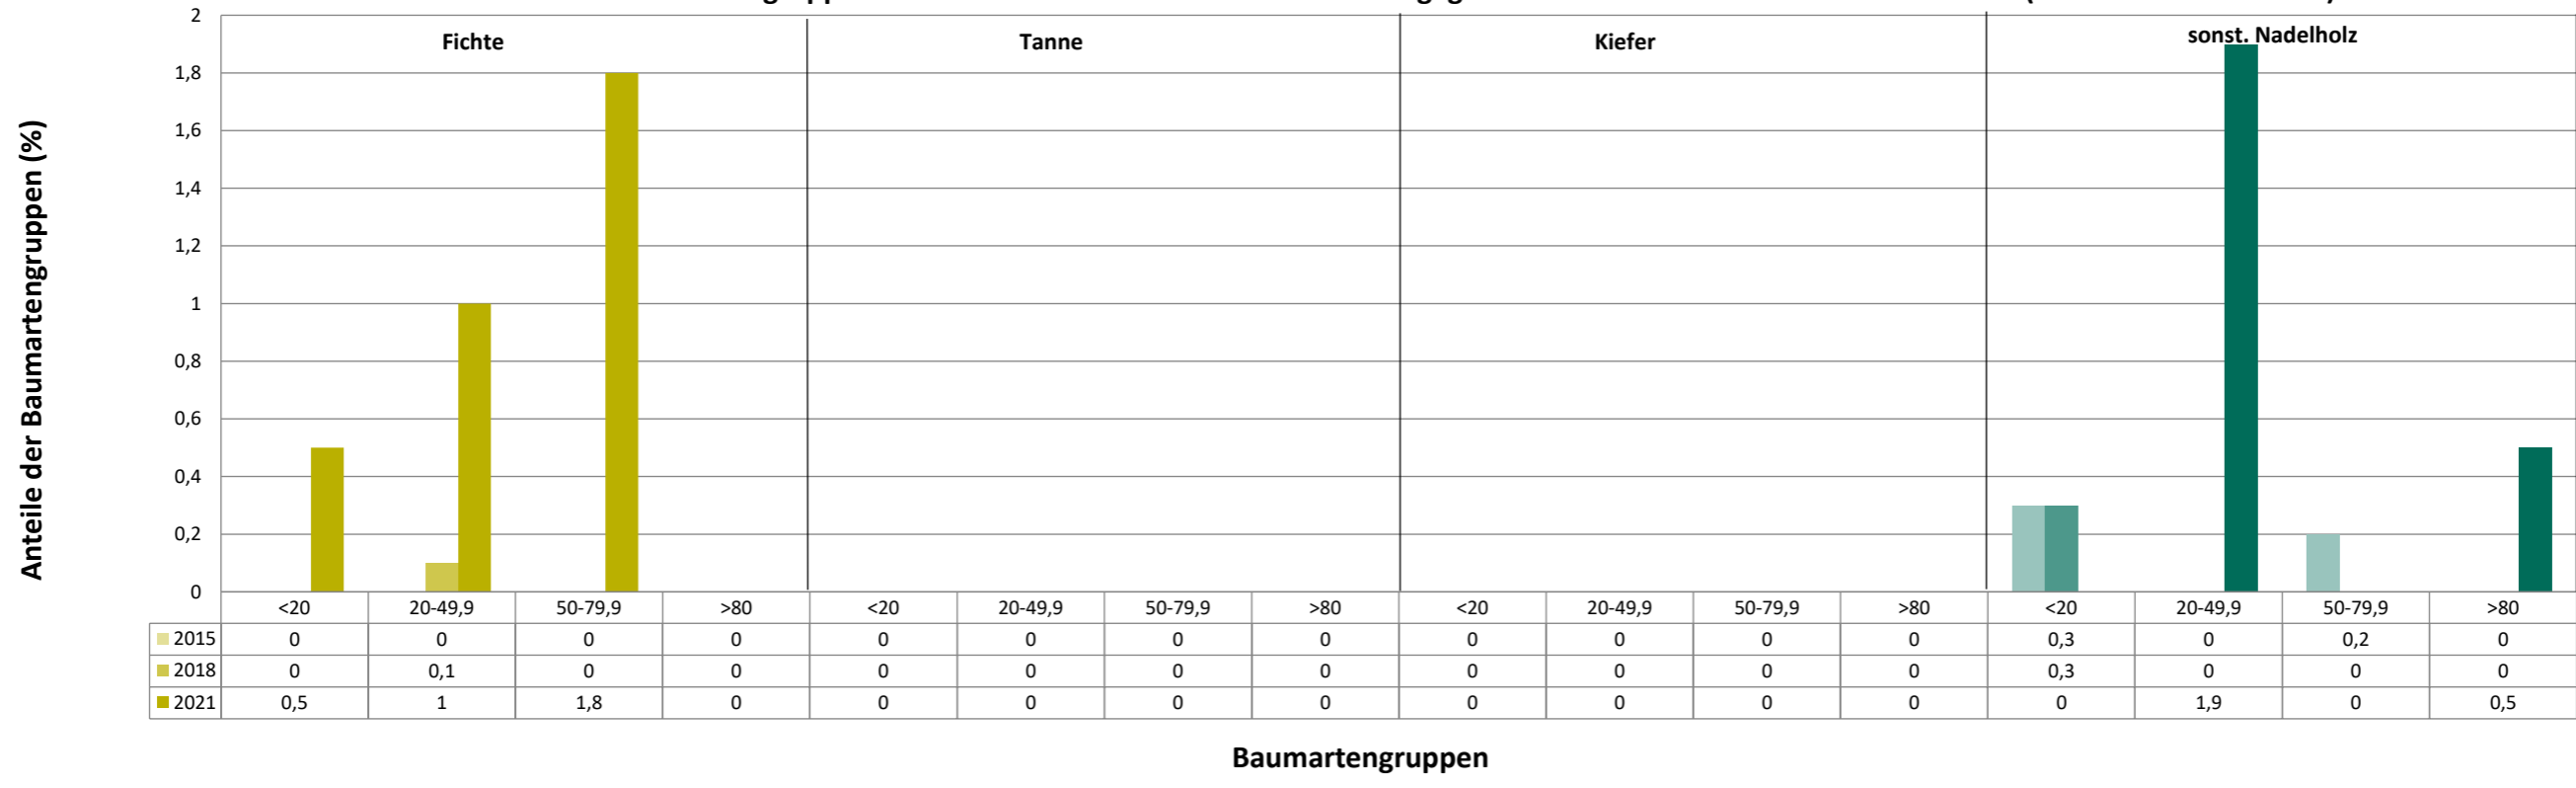 2
Fichte Tanne Kiefer sonst. Nadelholz
1,8
1,6
1,4
1,2
1
0,8
0,6
0,4
0,2
0
Anteile der Baumartengruppen (%)
<20 20-49,9 50-79,9 >80 <20 20-49,9 50-79,9 >80 <20 20-49,9 50-79,9 >80 <20 20-49,9 50-79,9 >80
2015 0 0 0 0 0 0 0 0 0 0 0 0 0,3 0 0,2 0
2018 0 0,1 0 0 0 0 0 0 0 0 0 0 0,3 0 0 0
2021 0,5 1 1,8 0 0 0 0 0 0 0 0 0 0 1,9 0 0,5
Baumartengruppen